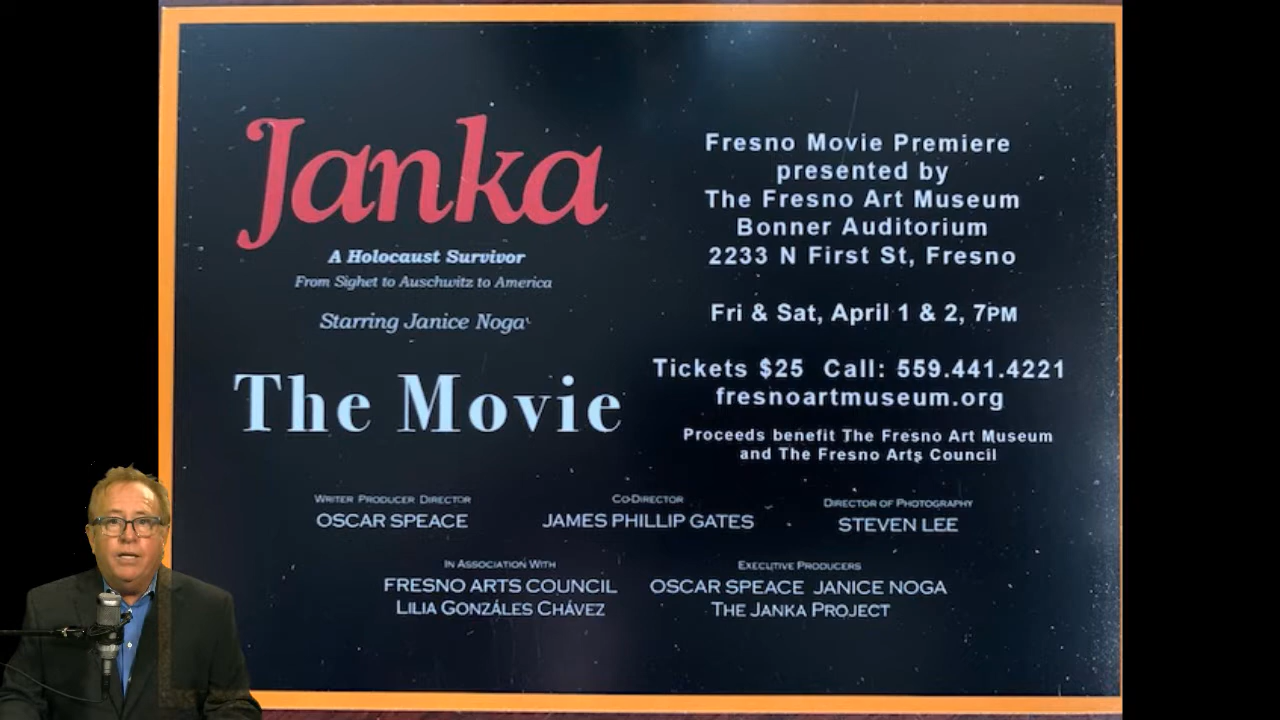 Janka
A Holocaust Survivor
From Sighet to Auschwitz to America
Starring Janice Noga
The Movie
Fresno Movie Premiere
presented by
The Fresno Art Museum
Bonner Auditorium
2233 N First St, Fresno
Fri & Sat, April 1 & 2, 7PM
Tickets $25 Call: 559.441.4221
fresnoartmuseum.org
Proceeds benefit The Fresno Art Museum
and The Fresno Arts Council
WRITER PRODUCER DIRECTOR
OSCAR SPEACE
CO-DIRECTOR
JAMES PHILLIP GATES
DIRECTOR OF PHOTOGRAPHY
STEVEN LEE
IN ASSOCIATION WITH
FRESNO ARTS COUNCIL
LILIA GONZÁLES CHÁVEZ
EXECUTIVE PRODUCERS
OSCAR SPEACE JANICE NOGA
THE JANKA PROJECT